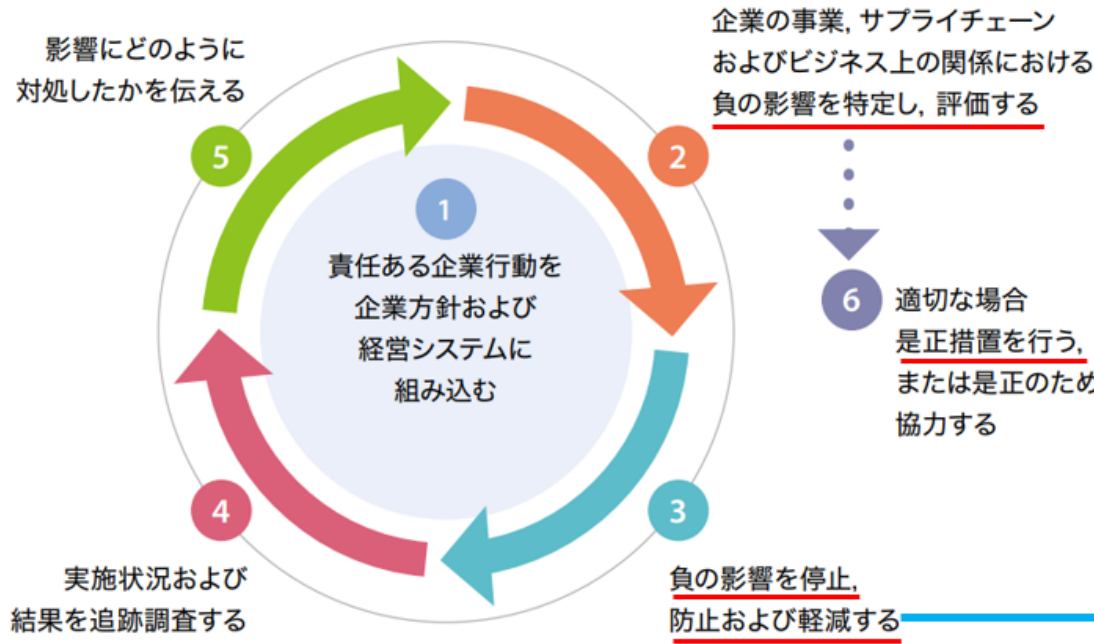 1
責任ある企業行動を
企業方針および
経営システムに
組み込む
2
企業の事業, サプライチェーン
およびビジネス上の関係における
負の影響を特定し, 評価する
3
負の影響を停止,
防止および軽減する
4
実施状況および
結果を追跡調査する
5
影響にどのように
対処したかを伝える
6
適切な場合
是正措置を行う,
または是正のため
協力する